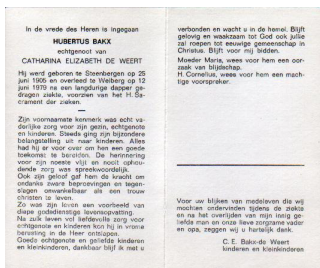 In de vrede des Heren is ingegaan
HUBERTUS BAKX
echtgenoot van
CATHARINA ELIZABETH DE WEERT
Hij werd geboren te Steenbergen op 25
juni 1905 en overleed te Welberg op 12
juni 1979 na een langdurige dapper ge-
dragen ziekte, voorzien van het H. Sa-
crament der zieken.
Zijn voornaamste kenmerk was echt va-
derlijke zorg voor zijn gezin, echtgenote
en kinderen. Steeds ging zijn bijzondere
belangstelling uit naar kinderen. Alles
had hij er voor over om hen een goede
toekomst te bereiden. De herinnering
voor zijn noeste vlijt en nooit ophou-
dende zorg was spreekwoordelijk.
Ook zijn geloof gaf hem de kracht om
ondanks zware beproevingen en tegen-
slagen onwankelbaar als een trouw
christen te leven.
Zo was zijn leven een voorbeeld van
diepe godsdienstige levensopvatting.
Na zulk leven vol liefdevolle zorg voor
echtgenote en kinderen kon hij in vrome
berusting in de Heer ontslapen.
Goede echtgenote en geliefde kinderen
en kleinkinderen, dankbaar blijf ik met u
verbonden en wacht u in de hemel. Blijft
gelovig en waakzaam tot God ook jullie
zal roepen tot eeuwige gemeenschap in
Christus. Blijft voor mij bidden.
Moeder Maria, wees voor hem een oor-
zaak van blijdschap.
H. Cornelius, wees voor hem een mach-
tige voorspreker.
Voor uw blijken van medeleven die wij
mochten ondervinden tijdens de ziekte
en na het overlijden van mijn innig ge-
liefde man en onze lieve zorgzame vader
en opa, zeggen wij u hartelijk dank.
C. E. Bakx-de Weert
kinderen en kleinkinderen